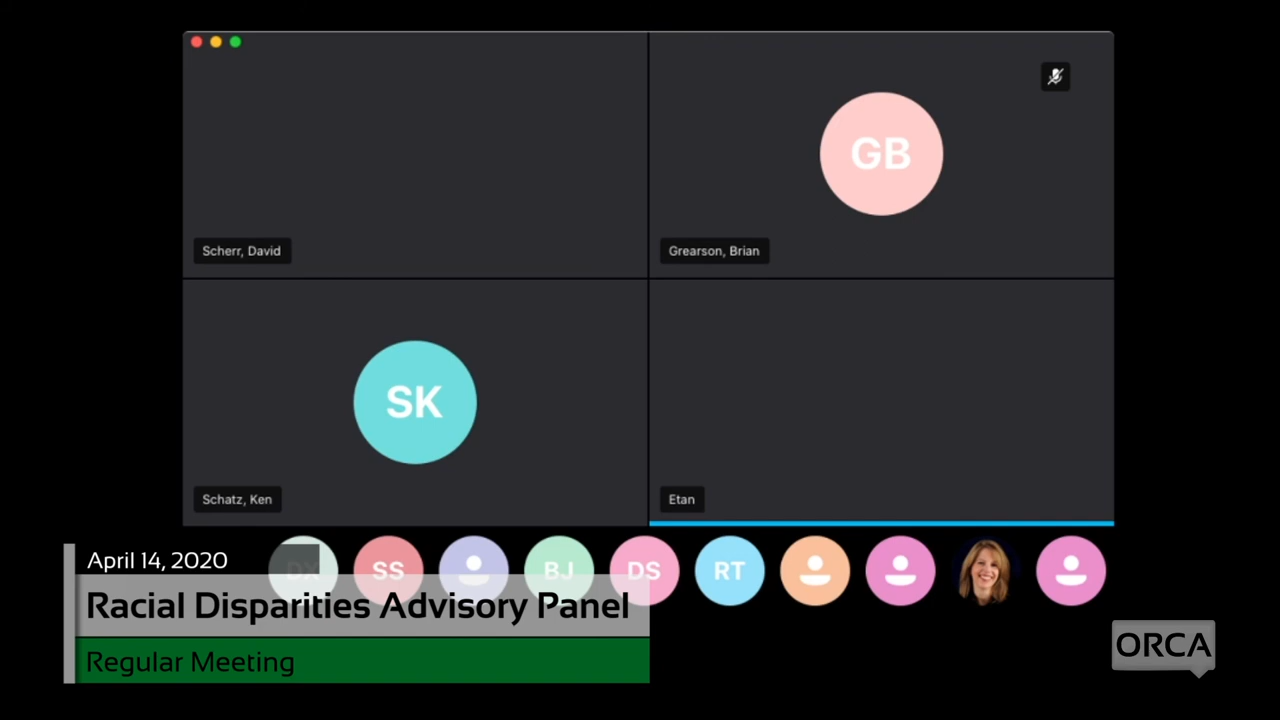 GB
Scherr, David
Grearson, Brian
SK
Schatz, Ken
Etan
April 14, 2020
DX
SS
BJ
DS
RT
Racial Disparities Advisory Panel
Regular Meeting
ORCA